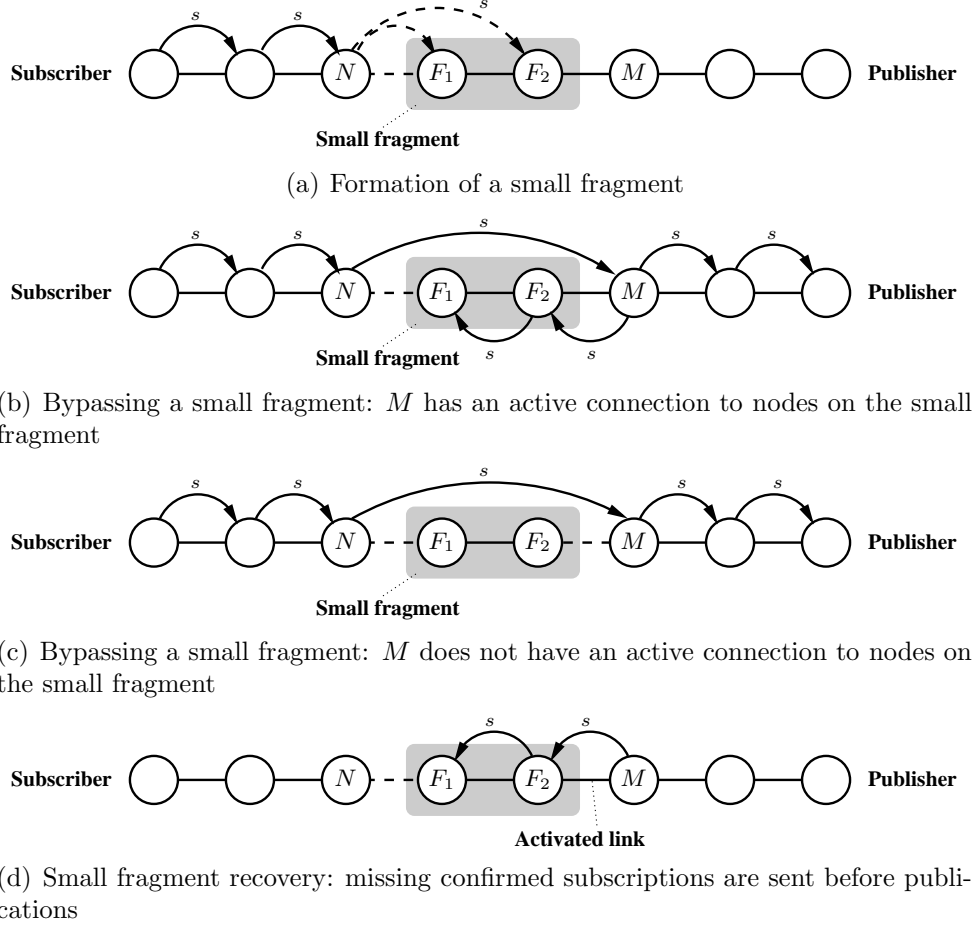 s s s
Subscriber N F1 F2 M Publisher
Small fragment
(a) Formation of a small fragment
s s s s s
Subscriber N F1 F2 M Publisher
Small fragment s s
(b) Bypassing a small fragment: M has an active connection to nodes on the small
fragment
s s s s s
Subscriber N F1 F2 M Publisher
Small fragment
(c) Bypassing a small fragment: M does not have an active connection to nodes on
the small fragment
s s
Subscriber N F1 F2 M Publisher
Activated link
(d) Small fragment recovery: missing confirmed subscriptions are sent before publi-
cations